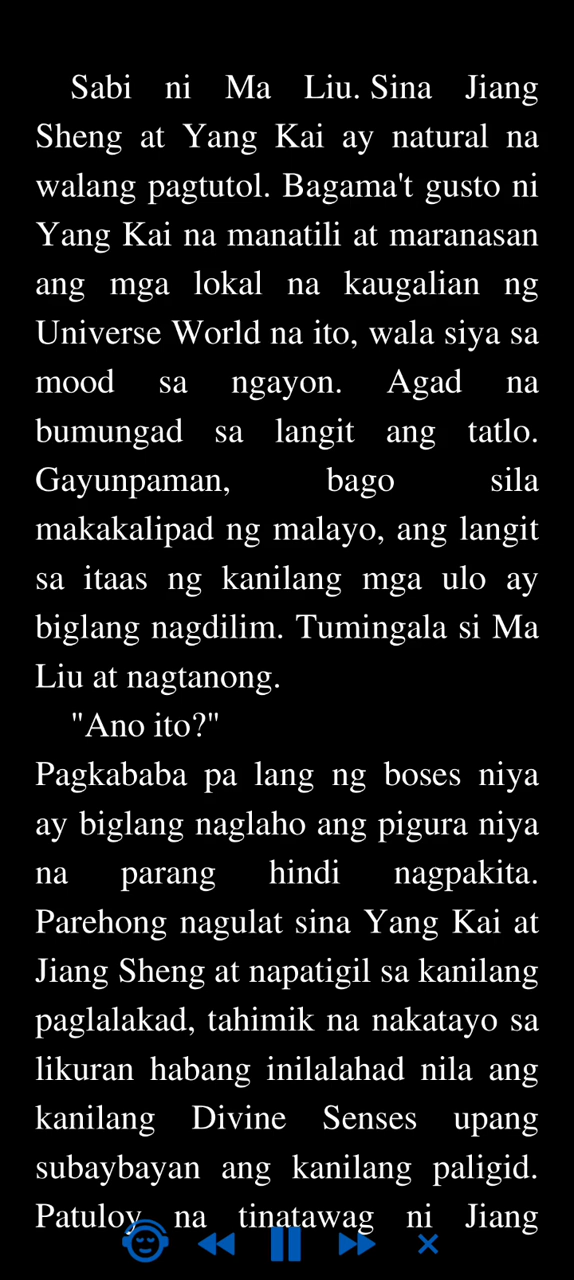 Sabi ni Ma Liu. Sina Jiang
Sheng at Yang Kai ay natural na
walang pagtutol. Bagama't gusto ni
Yang Kai na manatili at maranasan
ang mga lokal na kaugalian ng
Universe World na ito, wala siya sa
mood sa ngayon. Agad na
bumungad sa langit ang tatlo.
Gayunpaman, bago sila
makakalipad ng malayo, ang langit
sa itaas ng kanilang mga ulo ay
biglang nagdilim. Tumingala si Ma
Liu at nagtanong.
"Ano ito?"
Pagkababa pa lang ng boses niya
ay biglang naglaho ang pigura niya
na parang hindi nagpakita.
Parehong nagulat sina Yang Kai at
Jiang Sheng at napatigil sa kanilang
paglalakad, tahimik na nakatayo sa
likuran habang inilalahad nila ang
kanilang Divine Senses upang
subaybayan ang kanilang paligid.
Patuloy na tinatawag ni Jiang